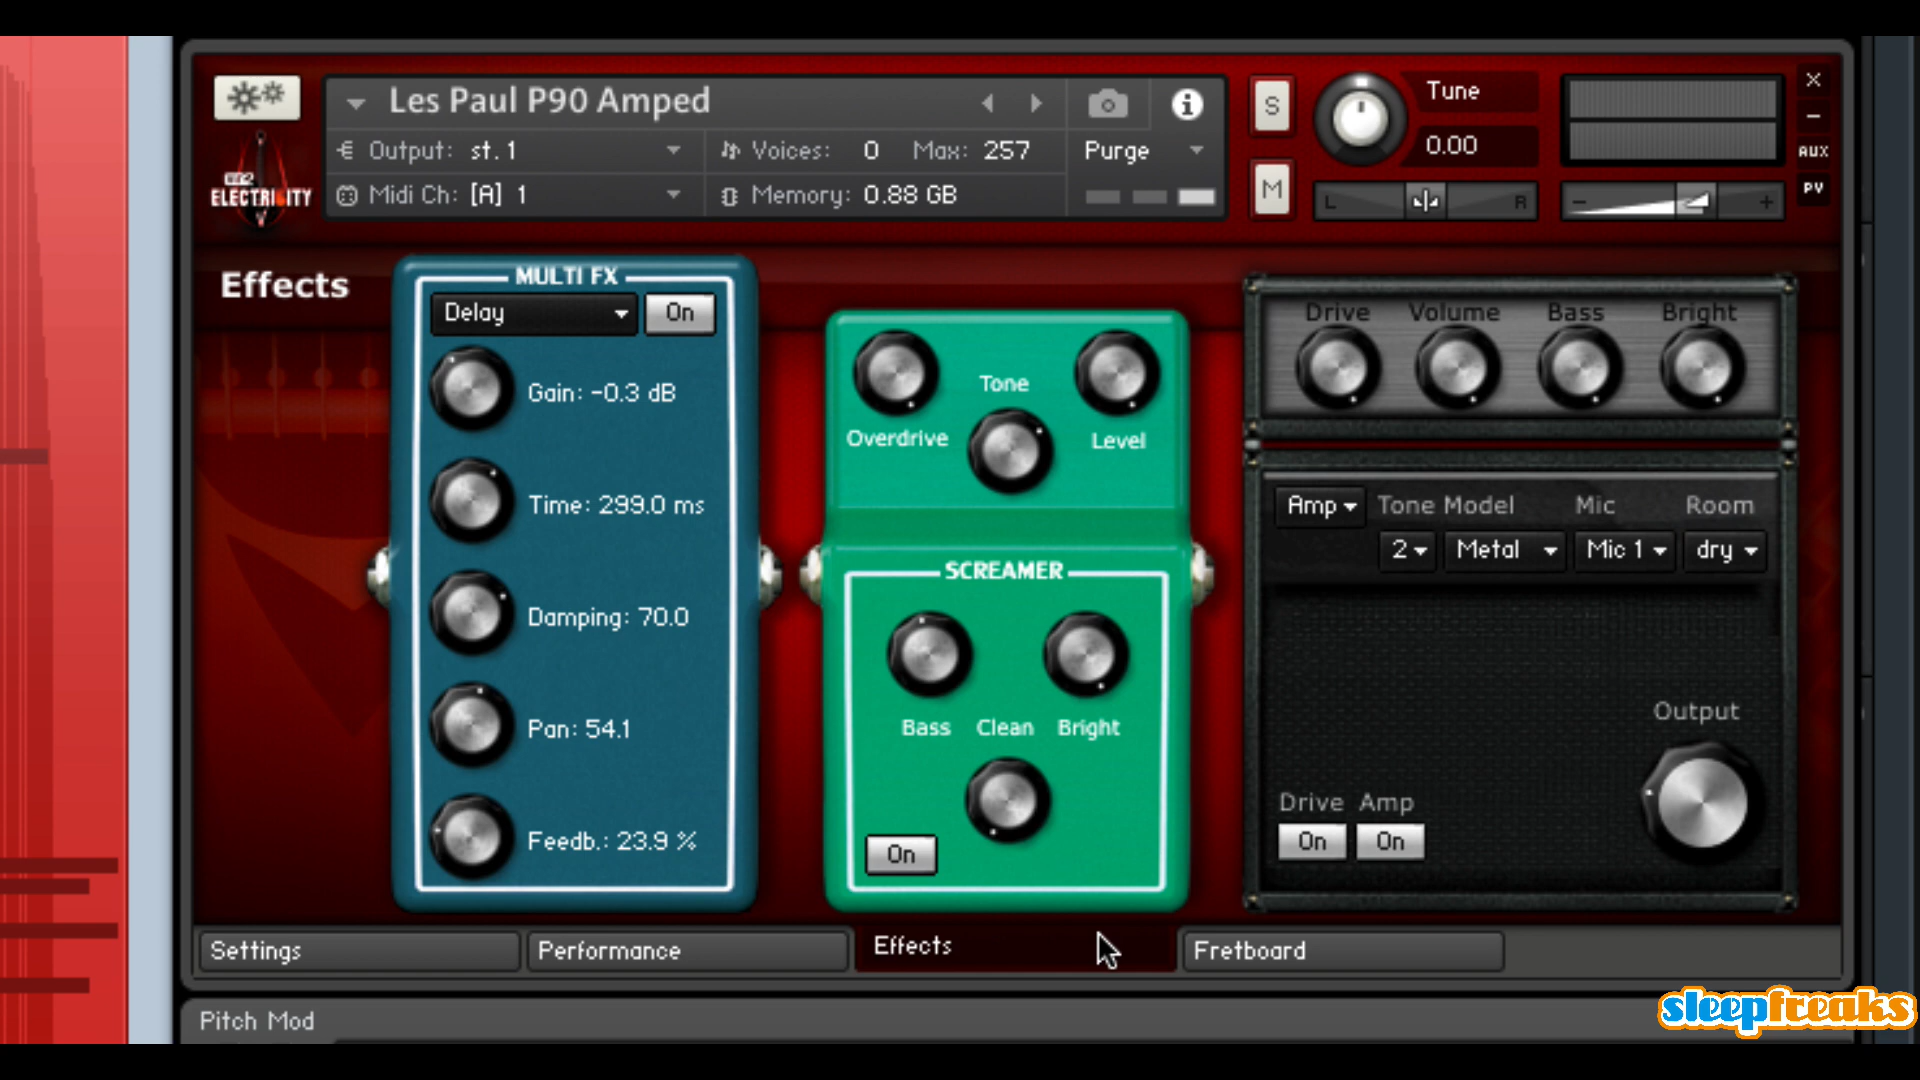 Les Paul P90 Amped
S
Tune
X
Output: st.1
Voices: 0 Max: 257
Purge
0.00
AUX
ELECTRI6ITY
Midi Ch: [A] 1
Memory: 0.88 GB
M
L
R
PV
Effects
MULTI FX
Delay
On
Gain: -0.3 dB
Time: 299.0 ms
Damping: 70.0
Pan: 54.1
Feedb.: 23.9 %
Tone
Overdrive
Level
SCREAMER
Bass Clean Bright
On
Drive Volume Bass Bright
Amp Tone Model Mic Room
2 Metal Mic 1 dry
Output
Drive Amp
On On
Settings
Performance
Effects
Fretboard
Pitch Mod
sleepfreaks